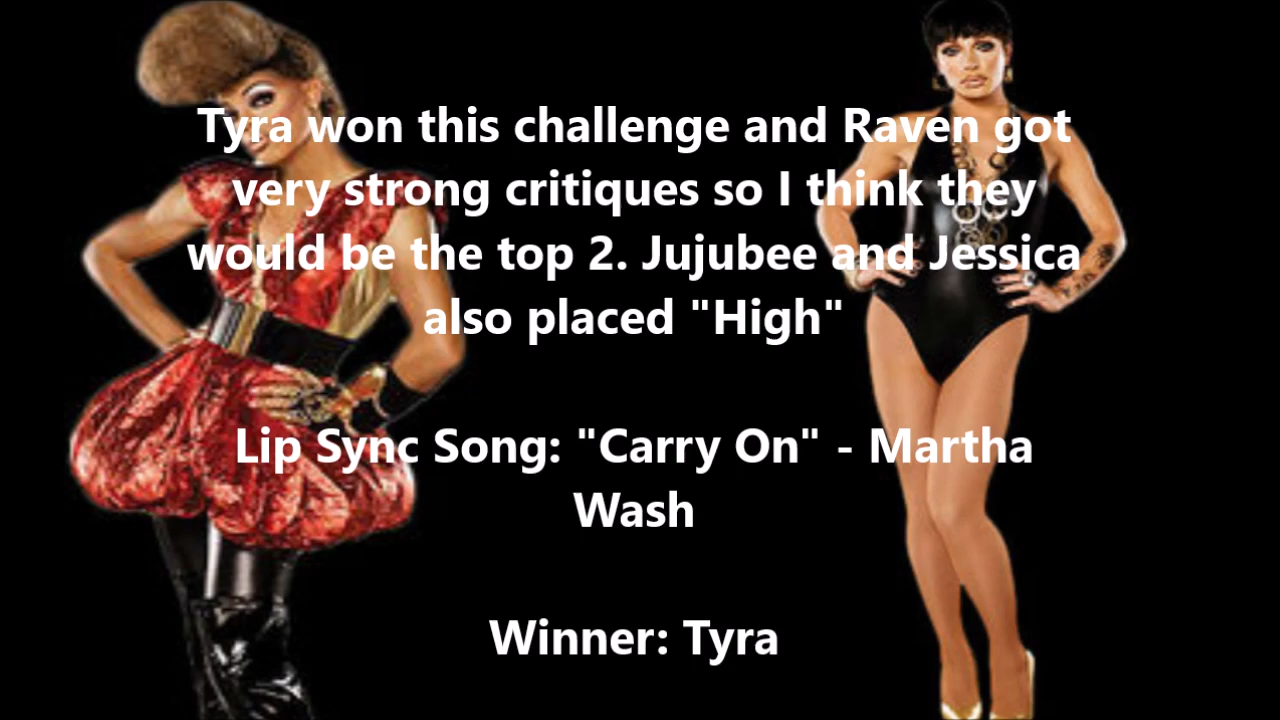 Tyra won this challenge and Raven got
very strong critiques so I think they
would be the top 2. Jujubee and Jessica
also placed "High"
Lip Sync Song: "Carry On" - Martha
Wash
Winner: Tyra